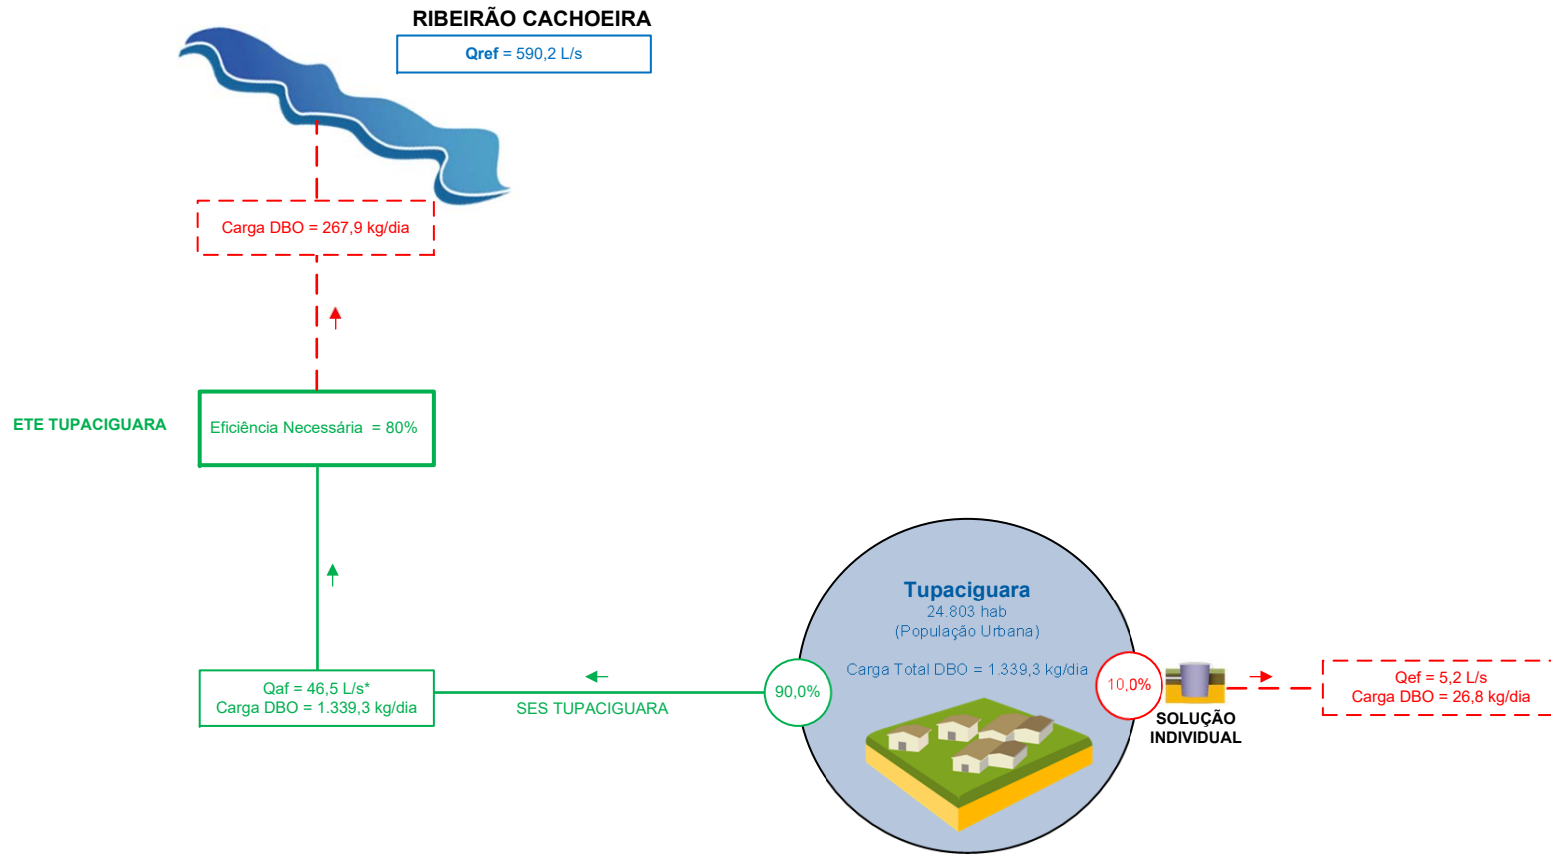 RIBEIRÃO CACHOEIRA
Qref = 590,2 L/s
Carga DBO = 267,9 kg/dia
ETE TUPACIGUARA
Eficiência Necessária = 80%
Tupaciguara
24.803 hab
(População Urbana)
Carga Total DBO = 1.339,3 kg/dia
90,0%
10,0%
Qaf = 46,5 L/s*
Carga DBO = 1.339,3 kg/dia
SES TUPACIGUARA
SOLUÇÃO
INDIVIDUAL
Qef = 5,2 L/s
Carga DBO = 26,8 kg/dia